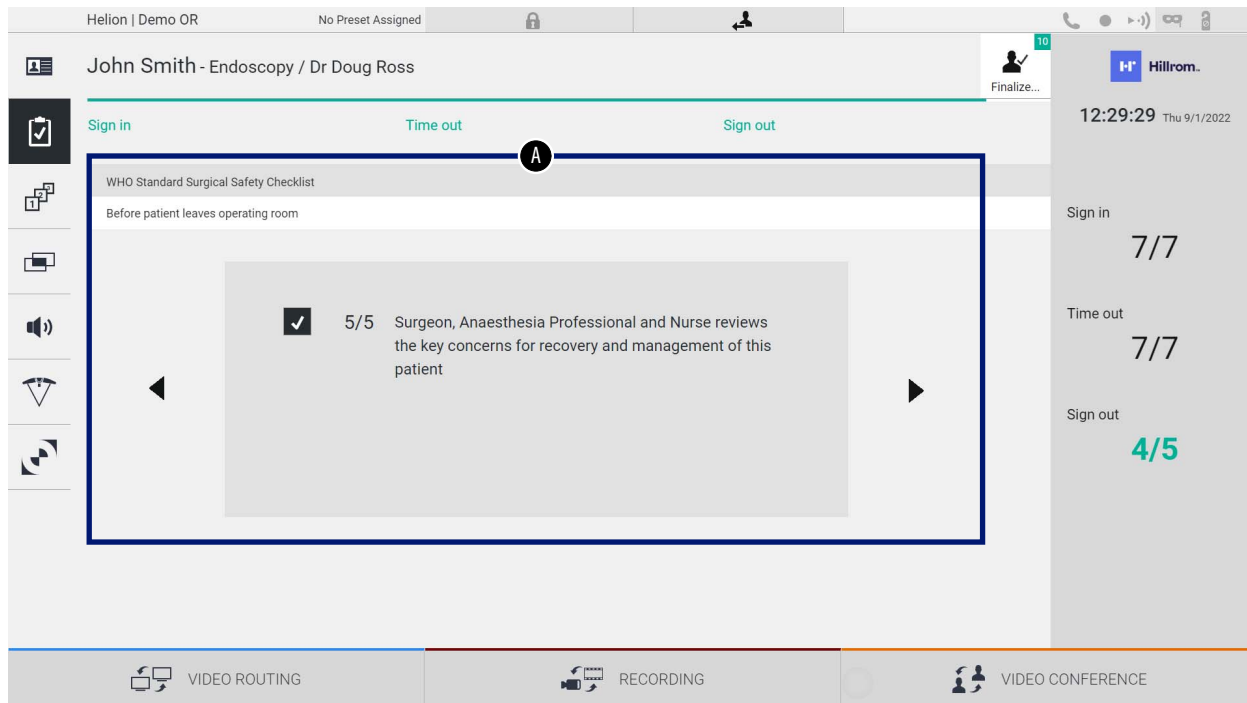 Helion | Demo OR
No Preset Assigned
10
John Smith - Endoscopy / Dr Doug Ross
Finalize...
Hillrom™
12:29:29 Thu 9/1/2022
Sign in
Time out
Sign out
A
WHO Standard Surgical Safety Checklist
Before patient leaves operating room
5/5 Surgeon, Anaesthesia Professional and Nurse reviews
the key concerns for recovery and management of this
patient
Sign in
7/7
Time out
7/7
Sign out
4/5
VIDEO ROUTING
RECORDING
VIDEO CONFERENCE